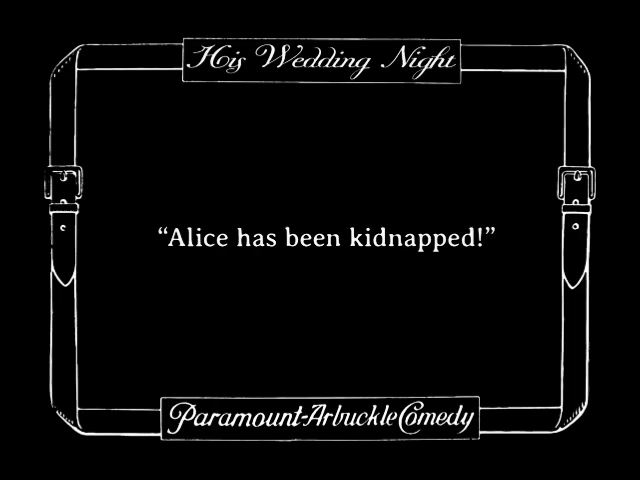 His Wedding Night
“Alice has been kidnapped!”
Paramount-Arbuckle Comedy